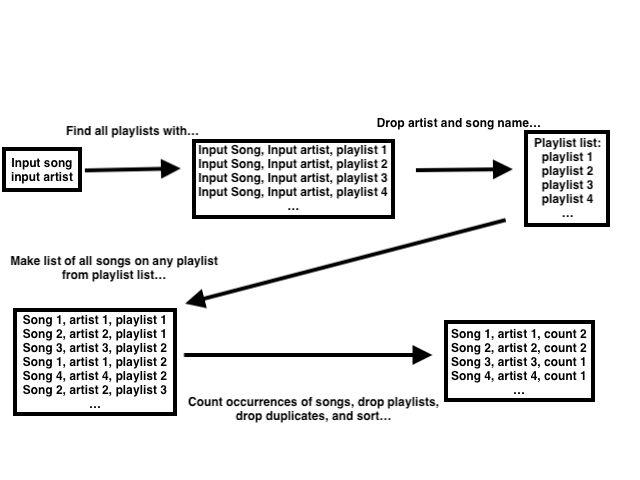 Find all playlists with...
Drop artist and song name...
Input song
input artist
Input Song, Input artist, playlist 1
Input Song, Input artist, playlist 2
Input Song, Input artist, playlist 3
Input Song, Input artist, playlist 4
...
Playlist list:
playlist 1
playlist 2
playlist 3
playlist 4
...
Make list of all songs on any playlist
from playlist list...
Song 1, artist 1, playlist 1
Song 2, artist 2, playlist 1
Song 3, artist 3, playlist 2
Song 1, artist 1, playlist 2
Song 4, artist 4, playlist 2
Song 2, artist 2, playlist 3
...
Count occurrences of songs, drop playlists,
drop duplicates, and sort...
Song 1, artist 1, count 2
Song 2, artist 2, count 2
Song 3, artist 3, count 1
Song 4, artist 4, count 1
...